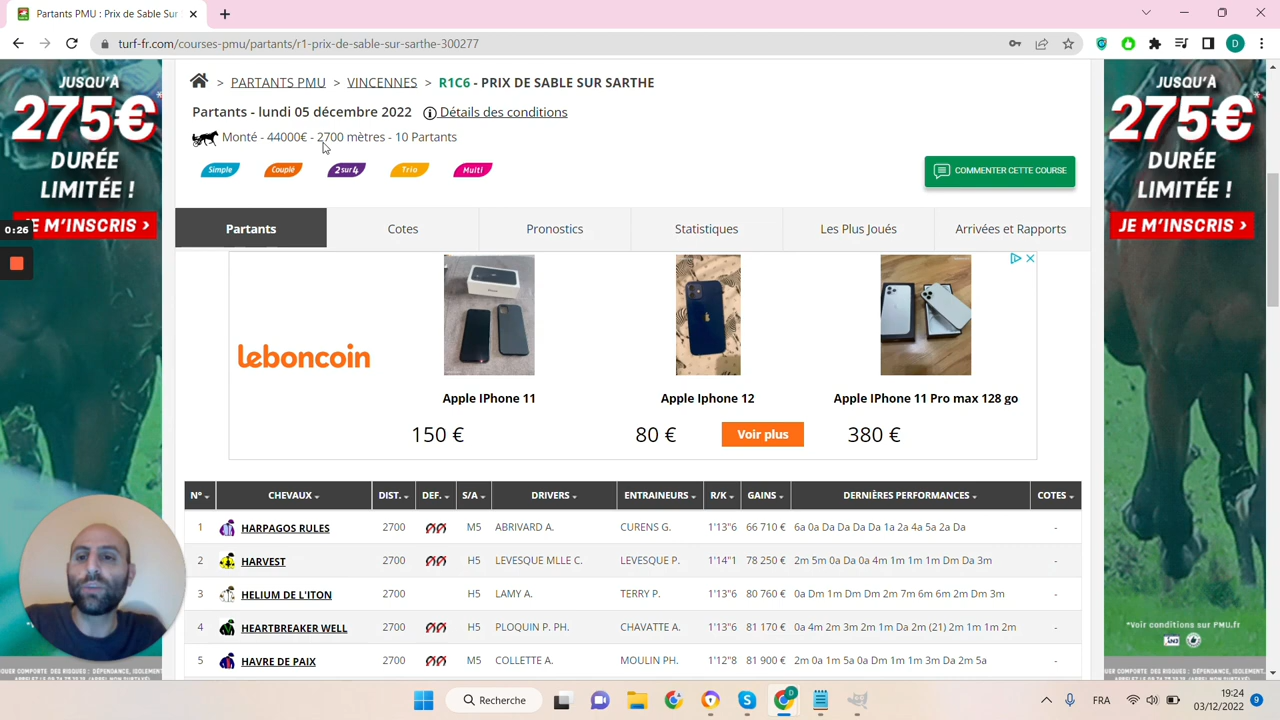 Partants PMU : Prix de Sable Sur
turf-fr.com/courses-pmu/partants/r1-prix-de-sable-sur-sarthe-300277
D
JUSQU'À
275€*
DURÉE
LIMITÉE !
JE M'INSCRIS >
0:26
> PARTANTS PMU > VINCENNES > R1C6 - PRIX DE SABLE SUR SARTHE
Partants - lundi 05 décembre 2022 Détails des conditions
Monté - 44000€ - 2700 mètres - 10 Partants
Simple Couplé 2 sur 4 Trio Multi
COMMENTER CETTE COURSE
Partants Cotes Pronostics Statistiques Les Plus Joués Arrivées et Rapports
leboncoin
Apple IPhone 11 Apple Iphone 12 Apple IPhone 11 Pro max 128 go
150 € 80 € Voir plus 380 €
N° CHEVAUX DIST. DEF. S/A DRIVERS ENTRAINEURS R/K GAINS DERNIÈRES PERFORMANCES COTES
1 HARPAGOS RULES 2700 M5 ABRIVARD A. CURENS G. 1'13"6 66 710 € 6a 0a Da Da Da Da 1a 2a 4a 5a 2a Da -
2 HARVEST 2700 H5 LEVESQUE MLLE C. LEVESQUE P. 1'14"1 78 250 € 2m 5m 0a Da 0a 4m 1m 1m 1m Dm Da 3m -
3 HELIUM DE L'ITON 2700 H5 LAMY A. TERRY P. 1'13"6 80 760 € 0a Dm 1m Dm Dm 2m 7m 6m 6m 2m Dm 3m -
4 HEARTBREAKER WELL 2700 H5 PLOQUIN P. PH. CHAVATTE A. 1'13"6 81 170 € 0a 4m 2m 3m 2m 1m Da 2m (21) 2m 1m 1m 2m -
5 HAVRE DE PAIX 2700 M5 COLLETTE A. MOULIN PH. 1m 5a 0a Dm 1m 1m 3m Da 2m 5a -
JUSQU'À
275€*
DURÉE
LIMITÉE !
JE M'INSCRIS >
*Voir conditions sur PMU.fr
Recherche
FRA
19:24
03/12/2022
9